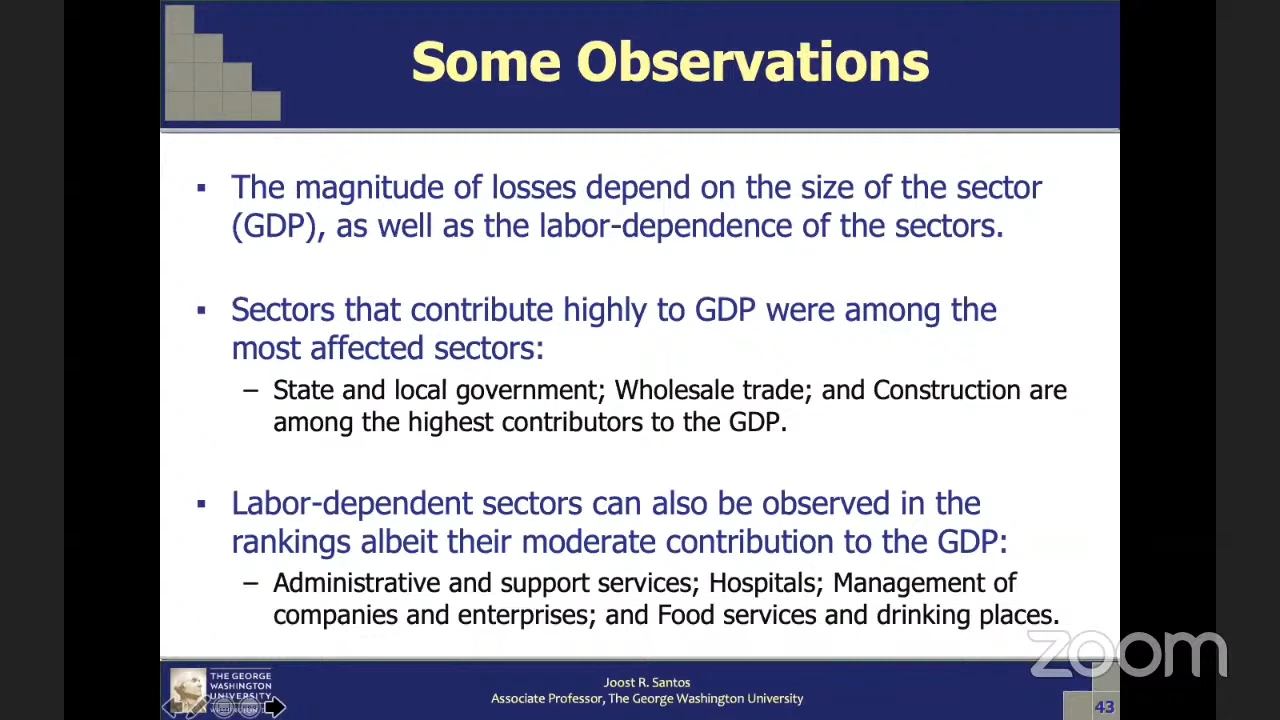 Some Observations
▪ The magnitude of losses depend on the size of the sector
(GDP), as well as the labor-dependence of the sectors.
▪ Sectors that contribute highly to GDP were among the
most affected sectors:
– State and local government; Wholesale trade; and Construction are
among the highest contributors to the GDP.
▪ Labor-dependent sectors can also be observed in the
rankings albeit their moderate contribution to the GDP:
– Administrative and support services; Hospitals; Management of
companies and enterprises; and Food services and drinking places.
zoom
THE GEORGE
WASHINGTON
UNIVERSITY
Joost R. Santos
Associate Professor, The George Washington University
43